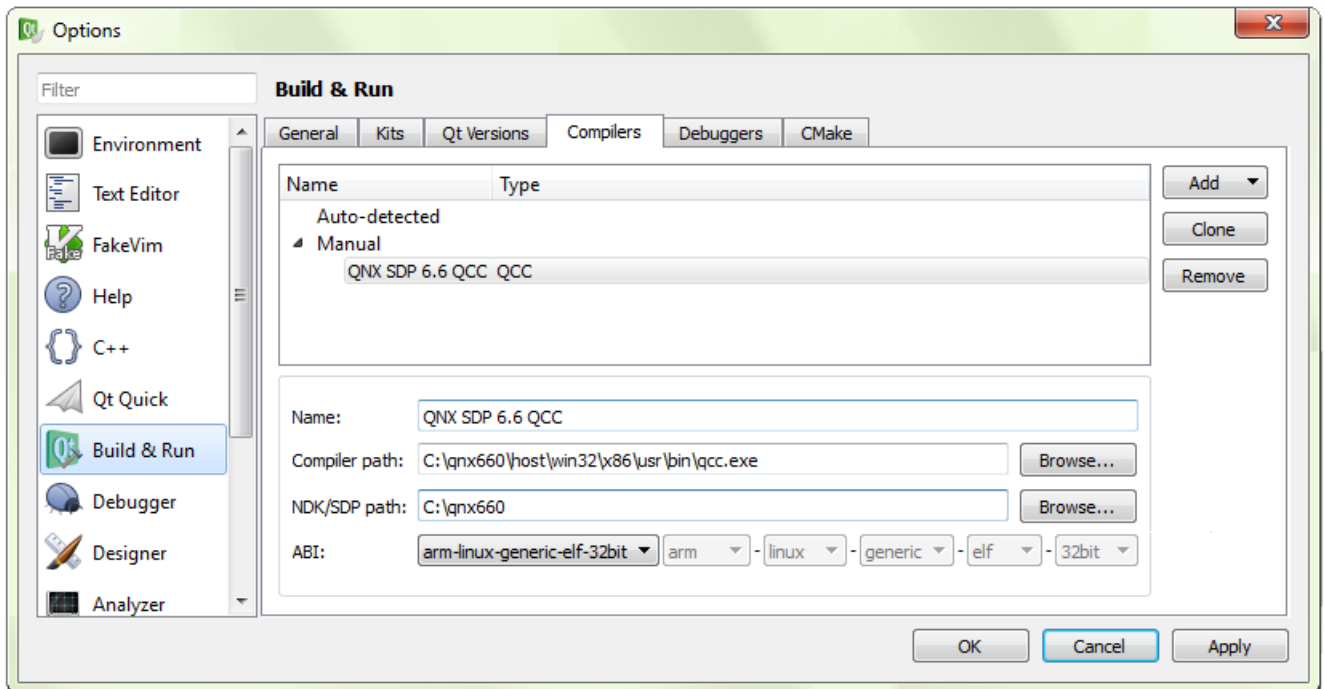 Options
Filter
Build & Run
Environment
Text Editor
FakeVim
Help
C++
Qt Quick
Build & Run
Debugger
Designer
Analyzer
General Kits Qt Versions Compilers Debuggers CMake
Name Type
Auto-detected
Manual
QNX SDP 6.6 QCC QCC
Add
Clone
Remove
Name: QNX SDP 6.6 QCC
Compiler path: C:\qnx660\host\win32\x86\usr\bin\qcc.exe Browse...
NDK/SDP path: C:\qnx660 Browse...
ABI: arm-linux-generic-elf-32bit arm - linux - generic - elf - 32bit
OK Cancel Apply